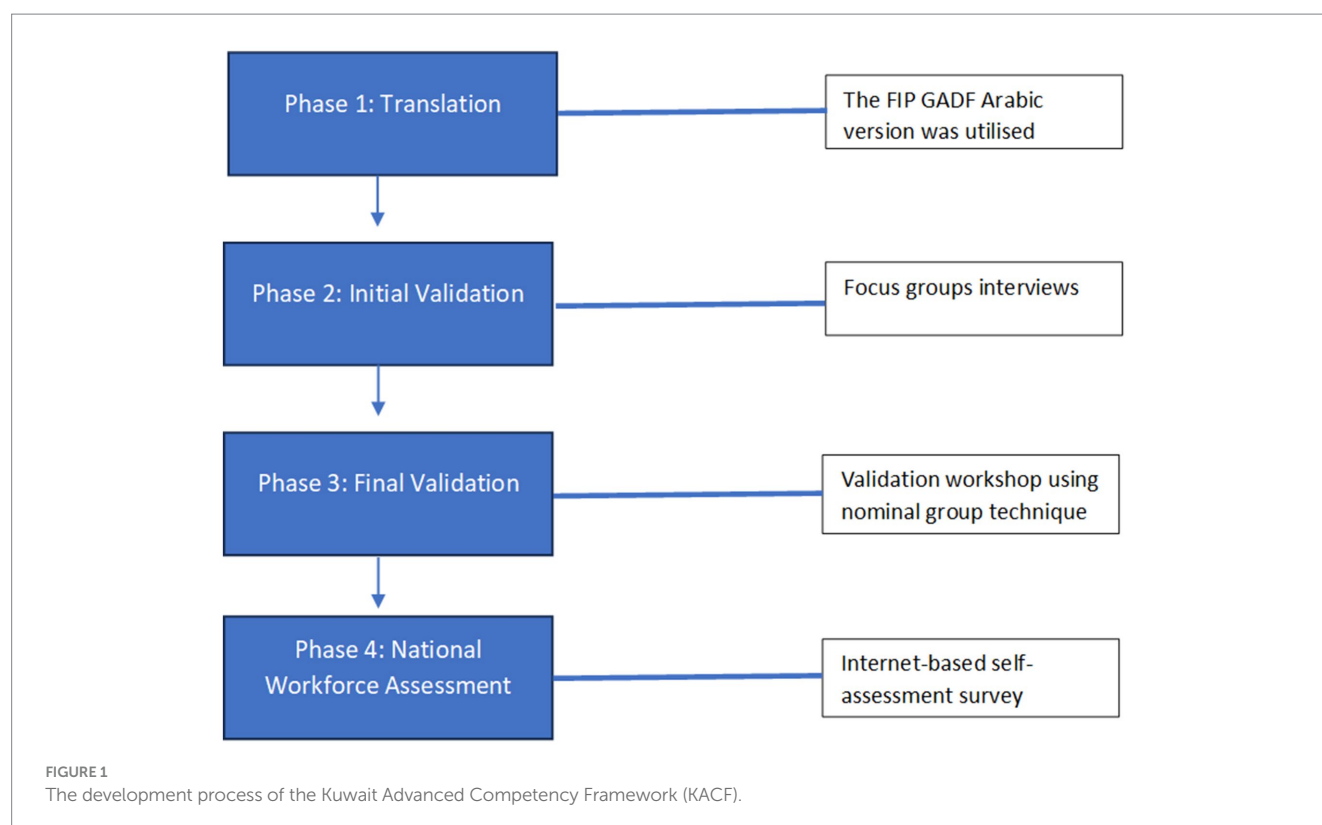 Phase 1: Translation
The FIP GADF Arabic
version was utilised
Phase 2: Initial Validation
Focus groups interviews
Phase 3: Final Validation
Validation workshop using
nominal group technique
Phase 4: National
Workforce Assessment
Internet-based self-
assessment survey
FIGURE 1
The development process of the Kuwait Advanced Competency Framework (KACF).